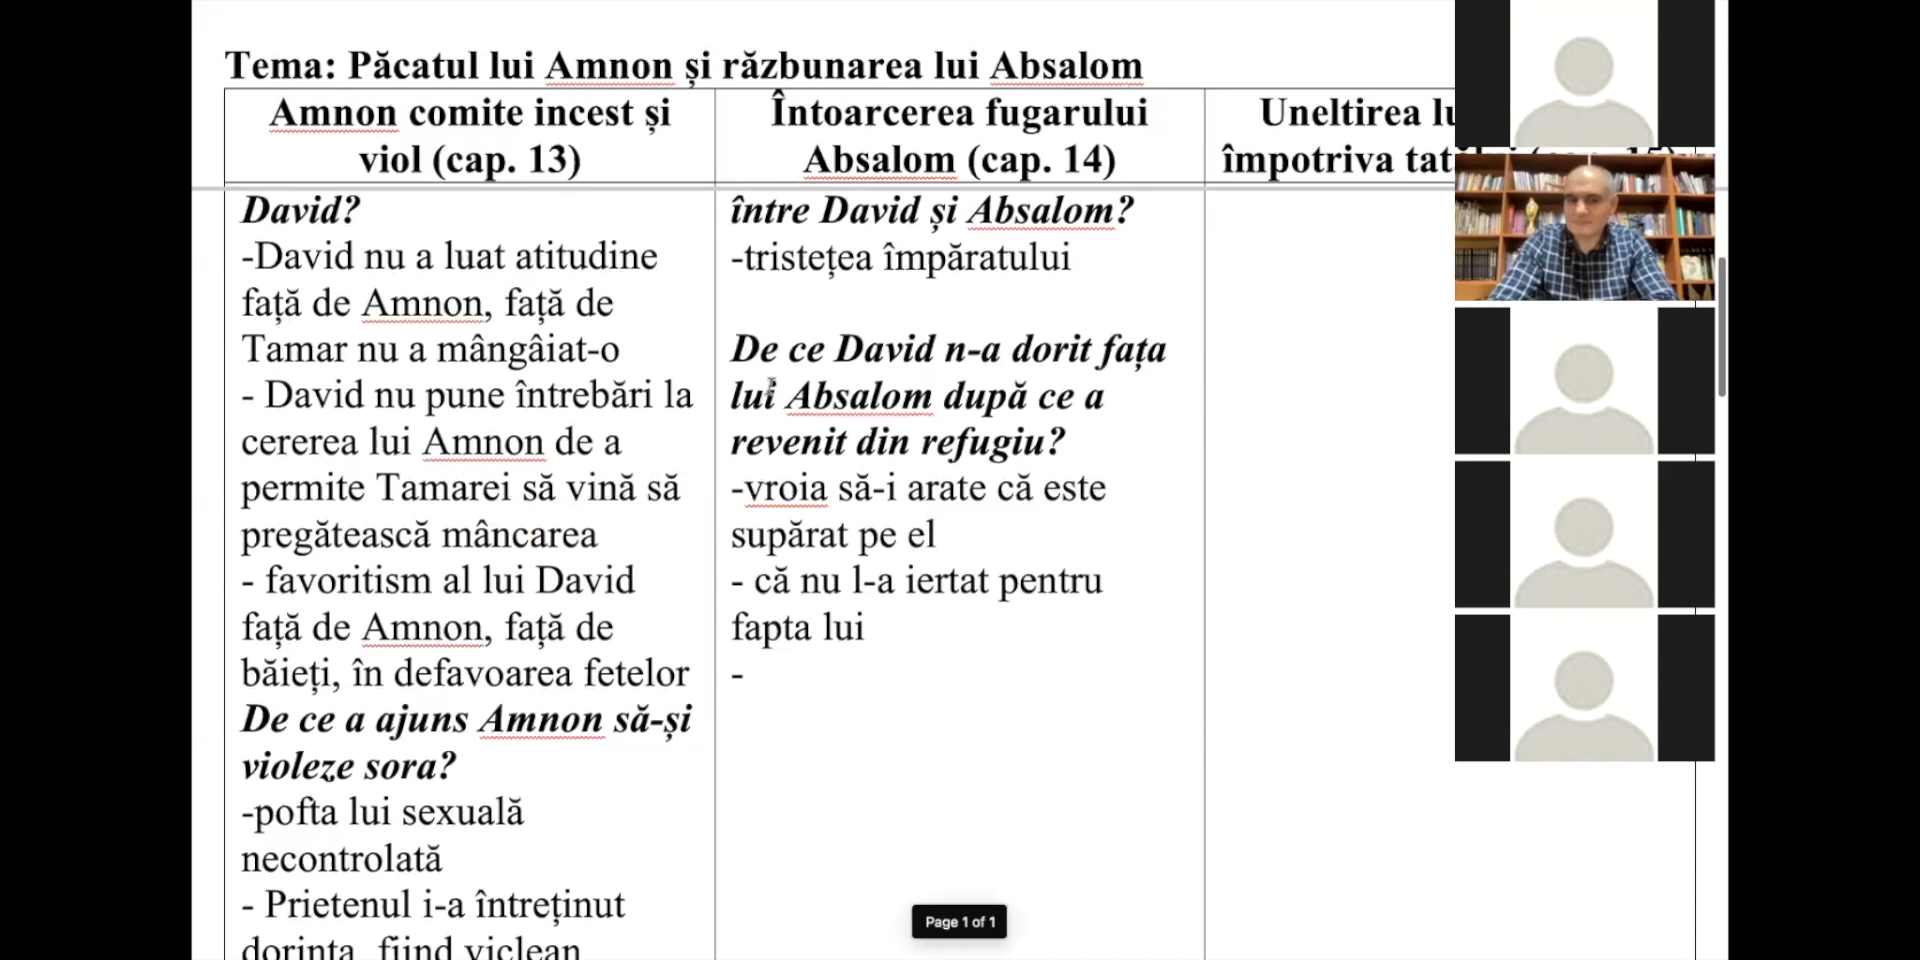 Tema: Păcatul lui Amnon și răzbunarea lui Absalom
Amnon comite incest și
viol (cap. 13)
Întoarcerea fugarului
Absalom (cap. 14)
Uneltirea
împotriva
David?
-David nu a luat atitudine
față de Amnon, față de
Tamar nu a mângâiat-o
- David nu pune întrebări la
cererea lui Amnon de a
permite Tamarei să vină să
pregătească mâncarea
- favoritism al lui David
față de Amnon, față de
băieți, în defavoarea fetelor
De ce a ajuns Amnon să-și
violeze sora?
-pofta lui sexuală
necontrolată
- Prietenul i-a întreținut
dorința, fiind viclean
între David și Absalom?
-tristețea împăratului
De ce David n-a dorit fața
lui Absalom după ce a
revenit din refugiu?
-vroia să-i arate că este
supărat pe el
- că nu l-a iertat pentru
fapta lui
-
Page 1 of 1